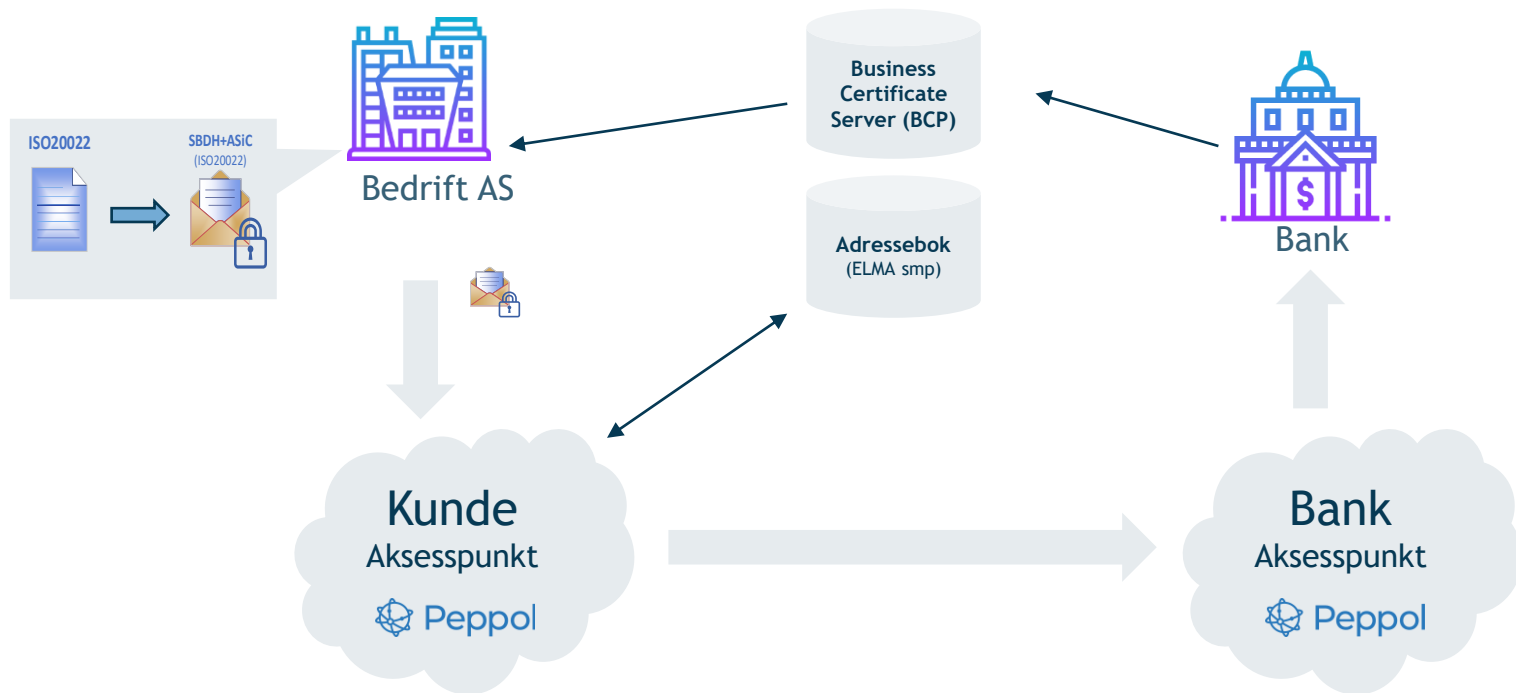 ISO20022
SBDH+ASiC
(ISO20022)
Bedrift AS
Business
Certificate
Server (BCP)
Adressebok
(ELMA smp)
$
Bank
Kunde
Aksesspunkt
Peppol
Bank
Aksesspunkt
Peppol